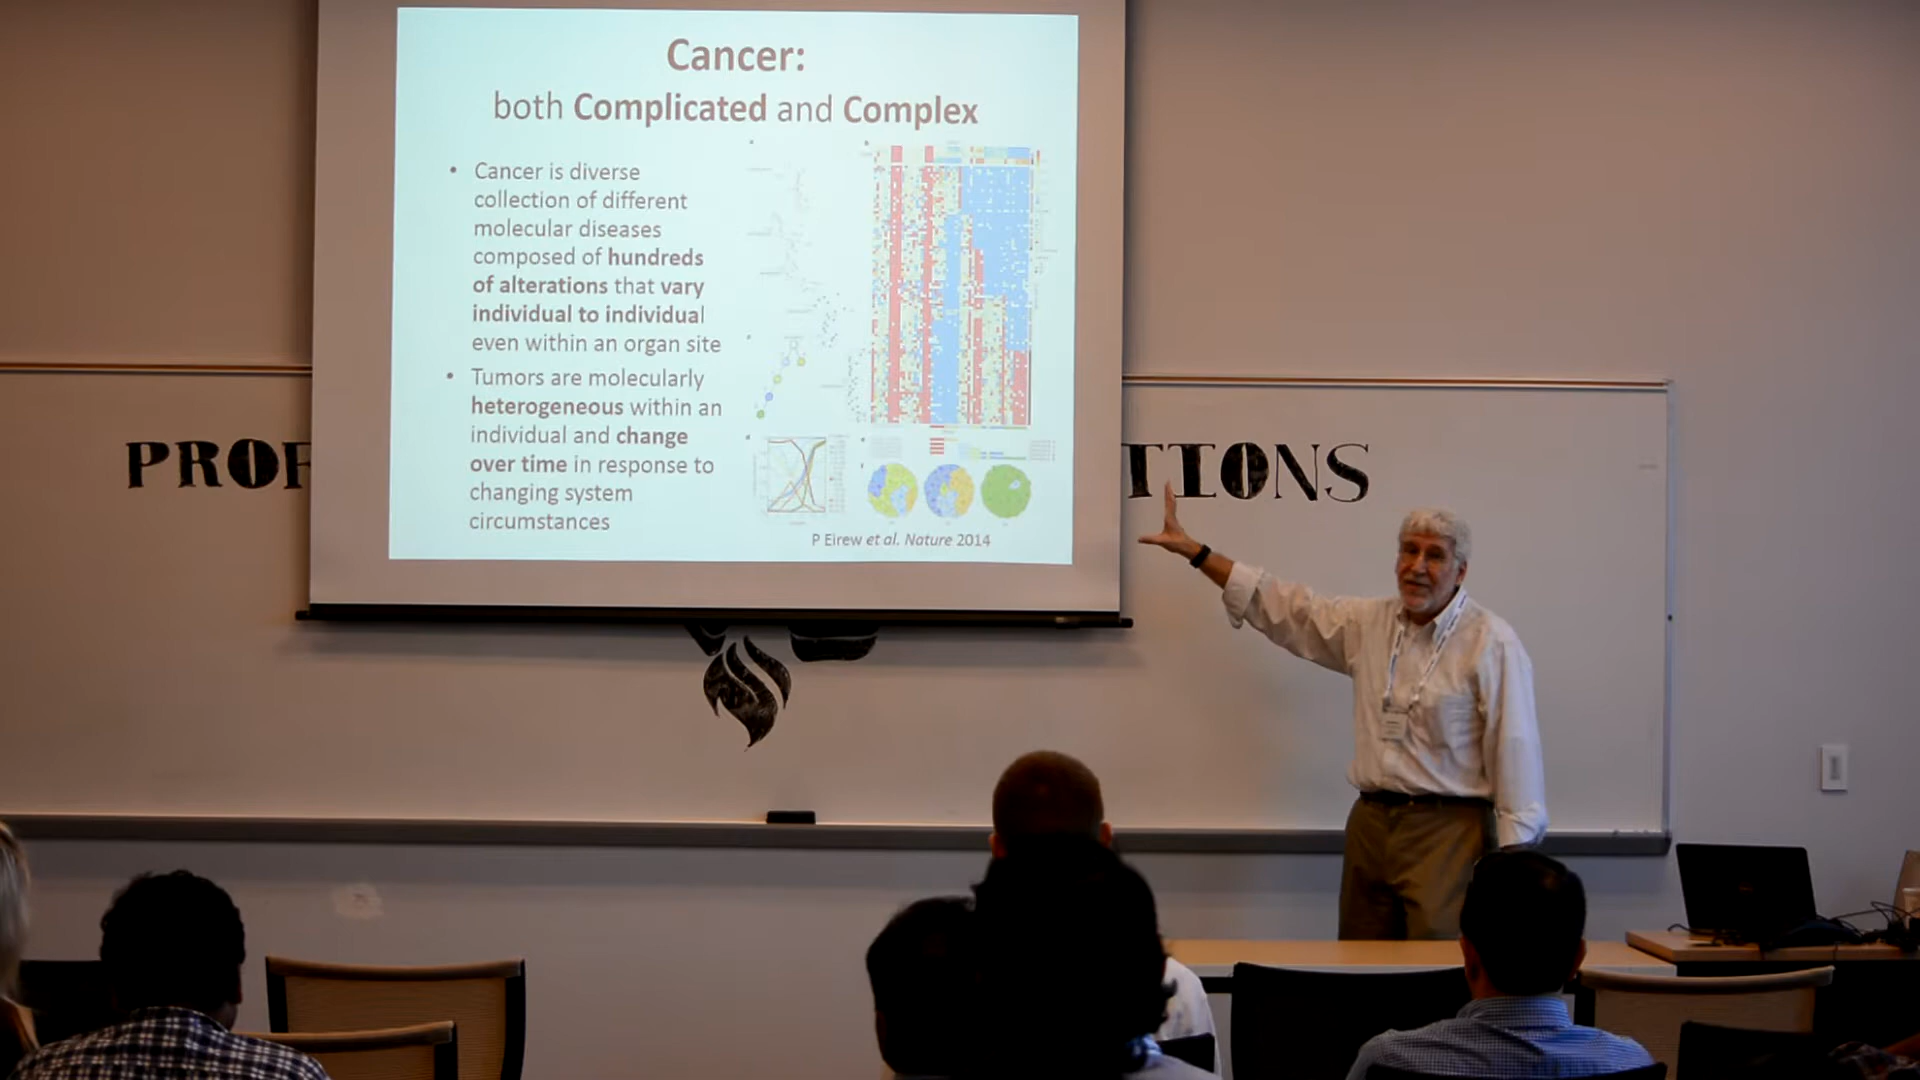 Cancer:
both Complicated and Complex
• Cancer is diverse
collection of different
molecular diseases
composed of hundreds
of alterations that vary
individual to individual
even within an organ site
• Tumors are molecularly
heterogeneous within an
individual and change
over time in response to
changing system
circumstances
P Eirew et al. Nature 2014
PROF
TIONS